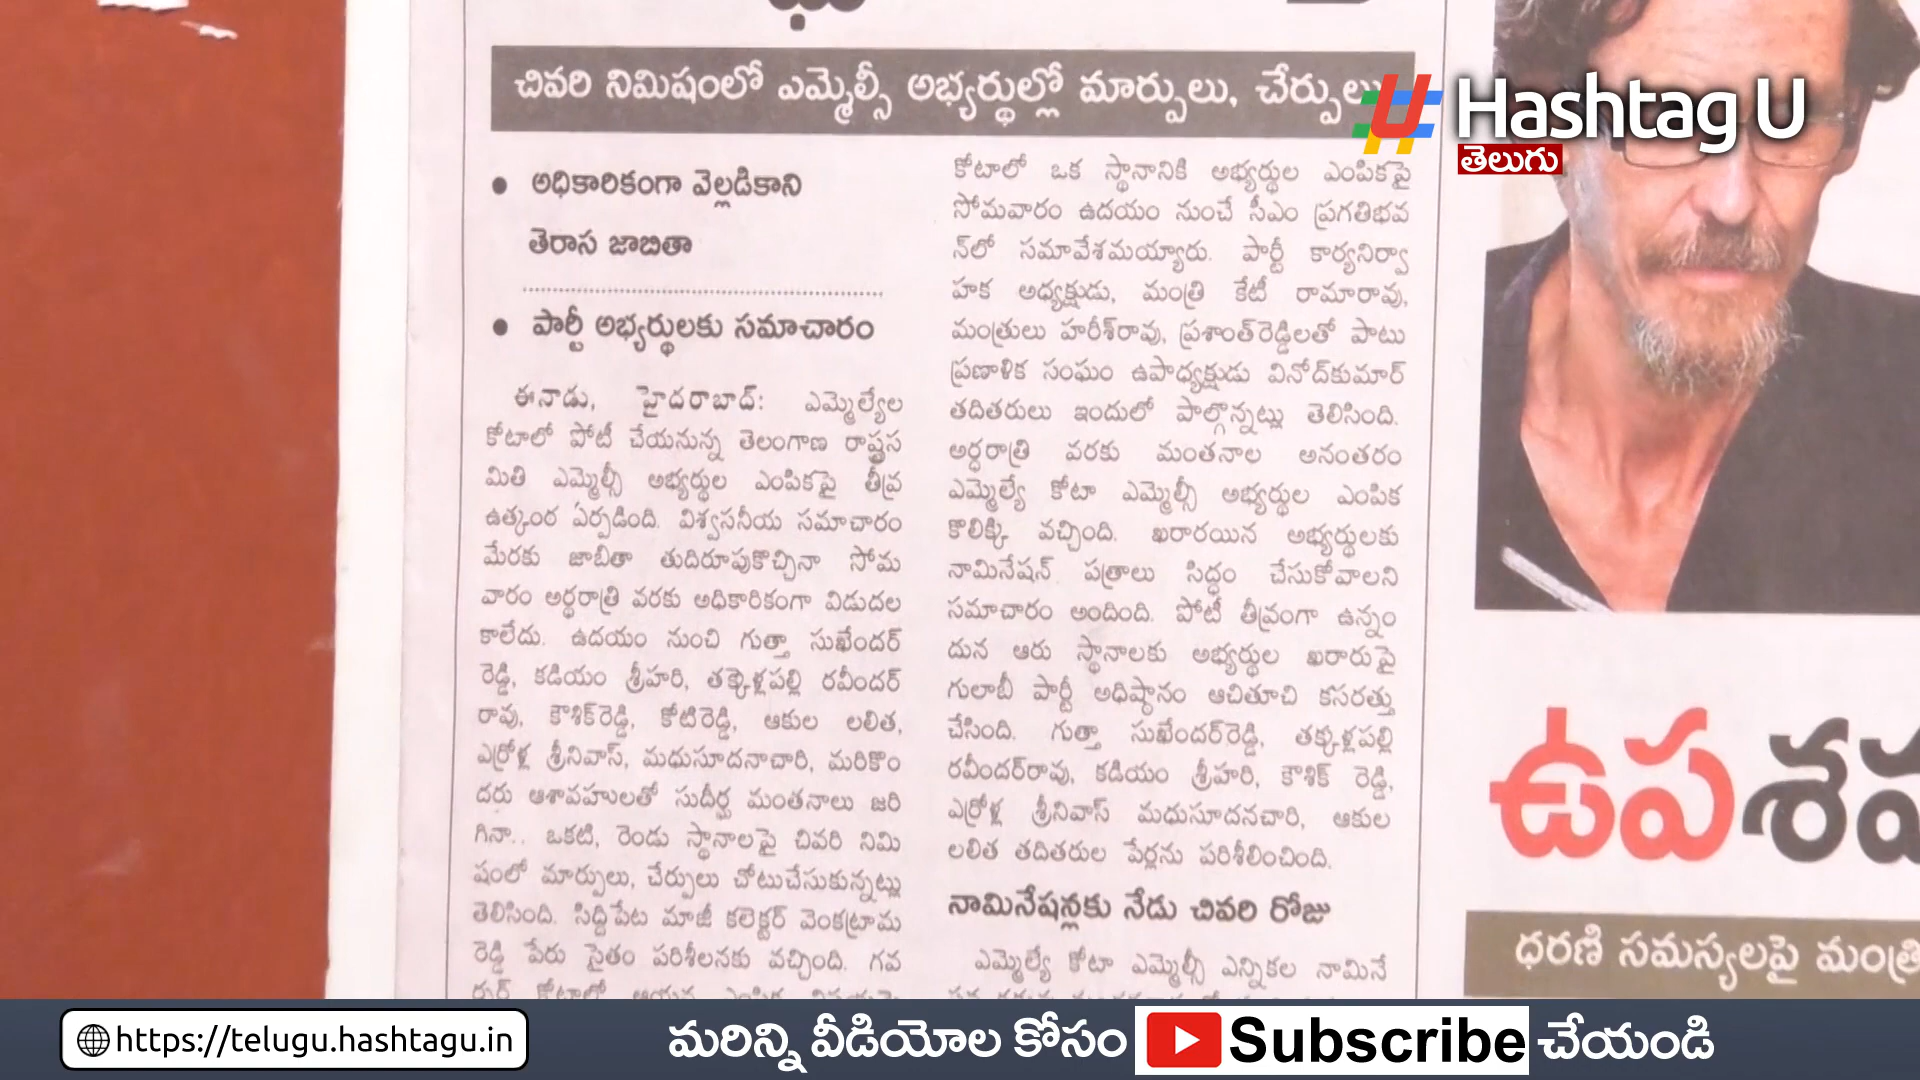 చివరి నిమిషంలో ఎమ్మెల్సీ అభ్యర్థుల్లో మార్పులు, చేర్పులు
Hashtag U
తెలుగు
• అధికారికంగా వెల్లడికాని
తెరాస జాబితా
• పార్టీ అభ్యర్థులకు సమాచారం
ఈనాడు, హైదరాబాద్: ఎమ్మెల్యేల
కోటాలో పోటీ చేయనున్న తెలంగాణ రాష్ట్రస
మితి ఎమ్మెల్సీ అభ్యర్థుల ఎంపికపై తీవ్ర
ఉత్కంఠ ఏర్పడింది. విశ్వసనీయ సమాచారం
మేరకు జాబితా తుదిరూపుకొచ్చినా సోమ
వారం అర్ధరాత్రి వరకు అధికారికంగా విడుదల
కాలేదు. ఉదయం నుంచి గుత్తా సుఖేందర్
రెడ్డి, కడియం శ్రీహరి, తక్కెళ్లపల్లి రవీందర్
రావు, కౌశిక్‌రెడ్డి, కోటిరెడ్డి, ఆకుల లలిత,
ఎర్రోళ్ల శ్రీనివాస్, మధుసూదనాచారి, మరికొం
దరు ఆశావహులతో సుదీర్ఘ మంతనాలు జరి
గినా.. ఒకటి, రెండు స్థానాలపై చివరి నిమి
షంలో మార్పులు, చేర్పులు చోటుచేసుకున్నట్లు
తెలిసింది. సిద్దిపేట మాజీ కలెక్టర్ వెంకట్రామ
రెడ్డి పేరు సైతం పరిశీలనకు వచ్చింది. గవ
కోటాలో ఒక స్థానానికి అభ్యర్థుల ఎంపికపై
సోమవారం ఉదయం నుంచే సీఎం ప్రగతిభవ
న్‌లో సమావేశమయ్యారు. పార్టీ కార్యనిర్వా
హక అధ్యక్షుడు, మంత్రి కేటీ రామారావు,
మంత్రులు హరీశ్‌రావు, ప్రశాంత్‌రెడ్డిలతో పాటు
ప్రణాళిక సంఘం ఉపాధ్యక్షుడు వినోద్‌కుమార్
తదితరులు ఇందులో పాల్గొన్నట్లు తెలిసింది.
అర్ధరాత్రి వరకు మంతనాల అనంతరం
ఎమ్మెల్యే కోటా ఎమ్మెల్సీ అభ్యర్థుల ఎంపిక
కొలిక్కి వచ్చింది. ఖరారయిన అభ్యర్థులకు
నామినేషన్ పత్రాలు సిద్ధం చేసుకోవాలని
సమాచారం అందింది. పోటీ తీవ్రంగా ఉన్నం
దున ఆరు స్థానాలకు అభ్యర్థుల ఖరారుపై
గులాబీ పార్టీ అధిష్ఠానం ఆచితూచి కసరత్తు
చేసింది. గుత్తా సుఖేందర్‌రెడ్డి, తక్కళ్లపల్లి
రవీందర్‌రావు, కడియం శ్రీహరి, కౌశిక్ రెడ్డి,
ఎర్రోళ్ల శ్రీనివాస్ మధుసూదనచారి, ఆకుల
లలిత తదితరుల పేర్లను పరిశీలించింది.
నామినేషన్లకు నేడు చివరి రోజు
ఎమ్మెల్యే కోటా ఎమ్మెల్సీ ఎన్నికల నామినే
ధరణి సమస్యలపై
https://telugu.hashtagu.in
మరిన్ని వీడియోల కోసం Subscribe చేయండి